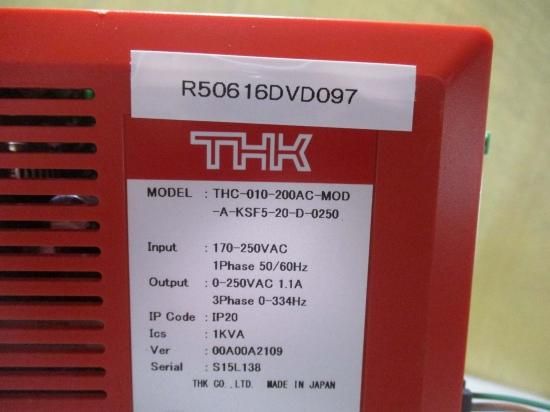 R50616DVD097
THK
MODEL : THC-010-200AC-MOD
-A-KSF5-20-D-0250
Input : 170-250VAC
1Phase 50/60Hz
Output : 0-250VAC 1.1A
3Phase 0-334Hz
IP Code : IP20
Ics : 1KVA
Ver : 00A00A2109
Serial : S15L138
THK CO.,LTD. MADE IN JAPAN